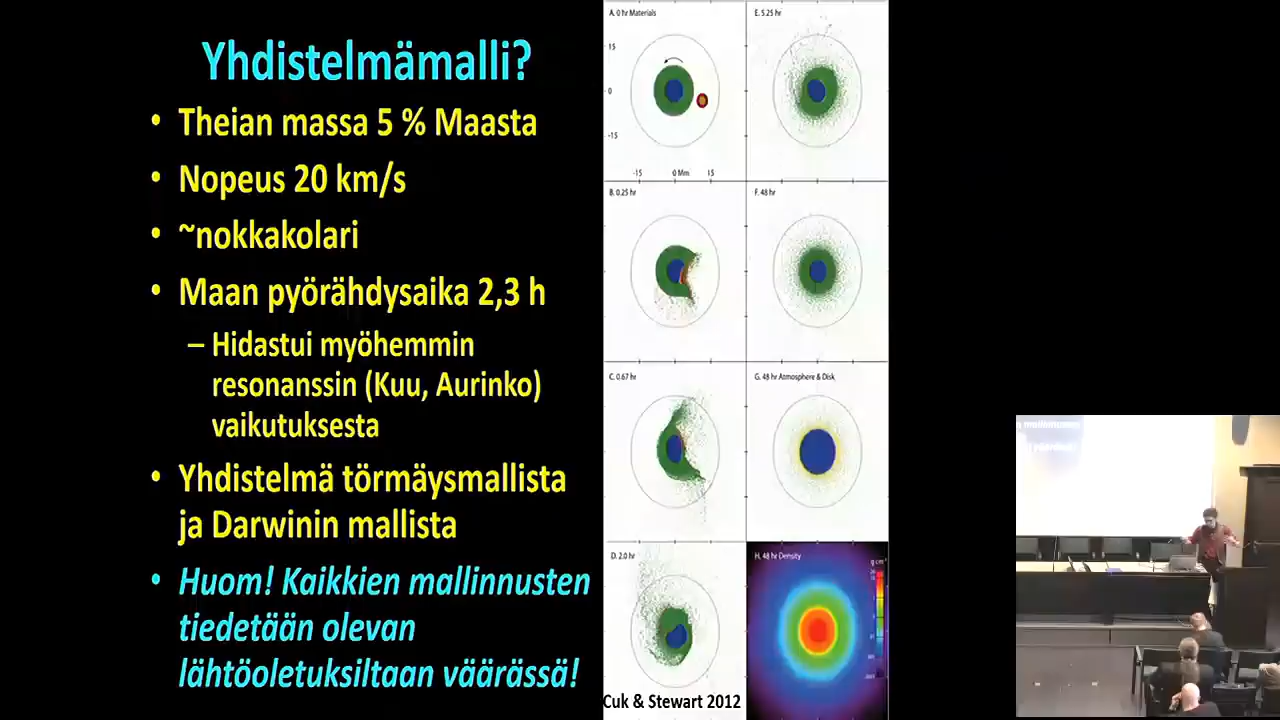 Yhdistelmämalli?
• Theian massa 5 % Maasta
• Nopeus 20 km/s
• ~nokkakolari
• Maan pyörähdysaika 2,3 h
– Hidastui myöhemmin
resonanssin (Kuu, Aurinko)
vaikutuksesta
• Yhdistelmä törmäysmallista
ja Darwinin mallista
• Huom! Kaikkien mallinnusten
tiedetään olevan
lähtöoletuksiltaan väärässä!
A. 0 hr Materials
15
0
-15
-15 0 Mm 15
B. 0.25 hr
C. 0.67 hr
D. 2.0 hr
E. 5.25 hr
F. 48 hr
G. 48 hr Atmosphere & Disk
H. 48 hr Density
g cm
Cuk & Stewart 2012